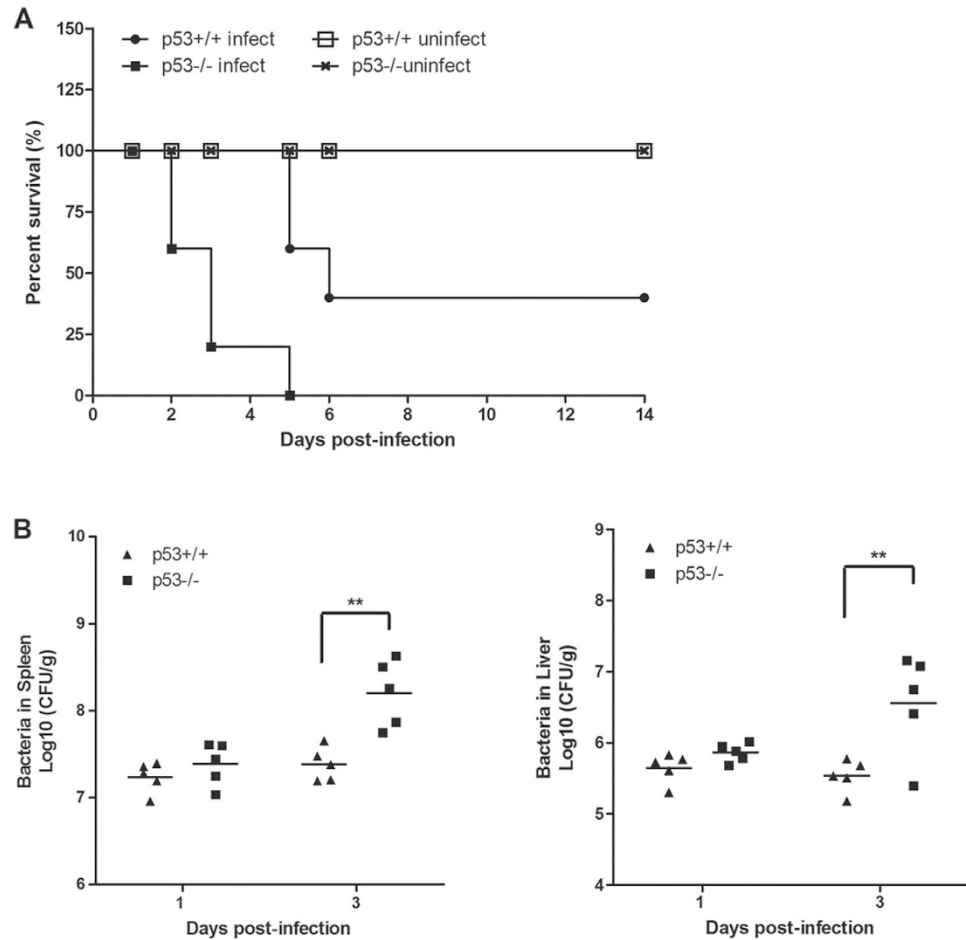 A
p53+/+ infect
p53+/+ uninfect
p53-/- infect
p53-/-uninfect
Percent survival (%)
150
125
100
75
50
25
0
0 2 4 6 8 10 12 14
Days post-infection
B
p53+/+
p53-/-
**
Bacteria in Spleen
Log10 (CFU/g)
10
9
8
7
6
1 3
Days post-infection
p53+/+
p53-/-
**
Bacteria in Liver
Log10 (CFU/g)
9
8
7
6
5
4
1 3
Days post-infection